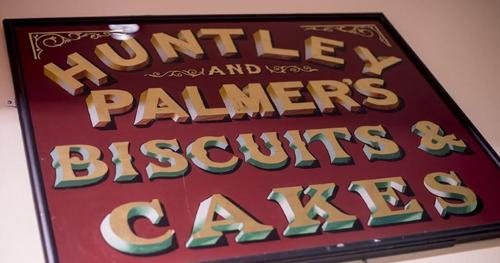 HUNTLEY
AND
PALMER'S
BISCUITS &
CAKES